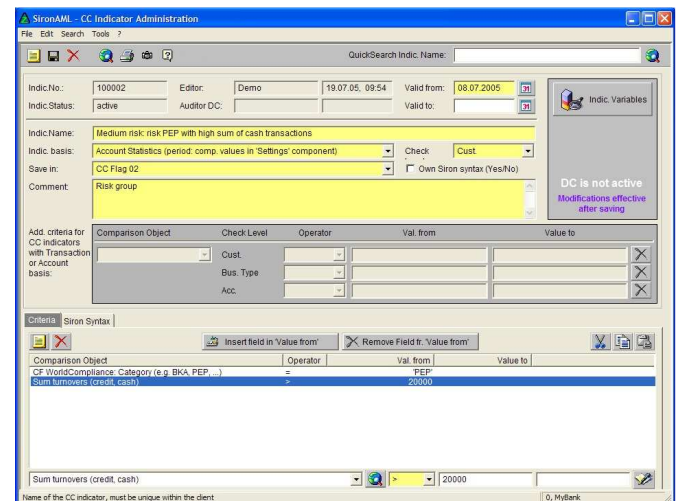 SironAML - CC Indicator Administration
File Edit Search Tools ?
QuickSearch Indic. Name:
Indic.No.: 100002 Editor: Demo 19.07.05, 09:54 Valid from: 08.07.2005
Indic.Status: active Auditor DC: Valid to:
Indic. Variables
Indic.Name: Medium risk: risk PEP with high sum of cash transactions
Indic. basis: Account Statistics (period: comp. values in 'Settings' component) Check Cust.
Save in: CC Flag 02 Own Siron syntax (Yes/No)
Comment: Risk group
DC is not active
Modifications effective
after saving
Add. criteria for
CC indicators
with Transaction
or Account
basis:
Comparison Object Check Level Operator Val. from Value to
Cust.
Bus. Type
Acc.
Criteria Siron Syntax
Insert field in 'Value from' Remove Field fr. 'Value from'
Comparison Object Operator Val. from Value to
CF WorldCompliance: Category (e.g. BKA, PEP, ...) = 'PEP'
Sum turnovers (credit, cash) > 20000
Sum turnovers (credit, cash) > 20000
Name of the CC indicator, must be unique within the client 0, MyBank